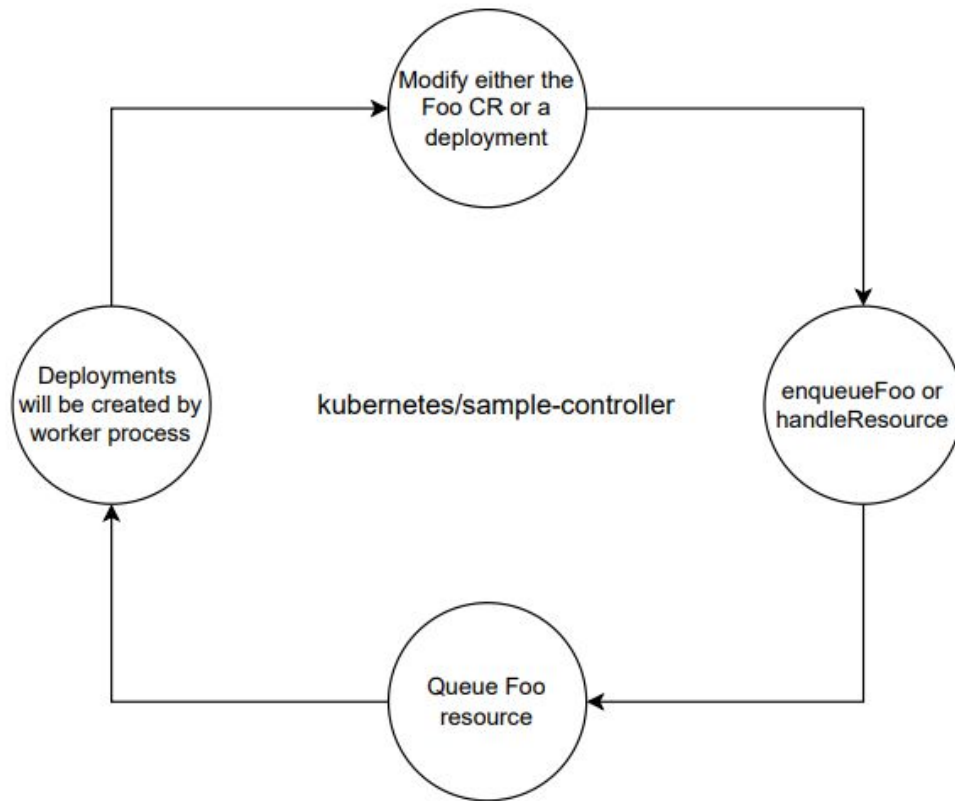 Modify either the
Foo CR or a
deployment
Deployments
will be created by
worker process
kubernetes/sample-controller
enqueueFoo or
handleResource
Queue Foo
resource